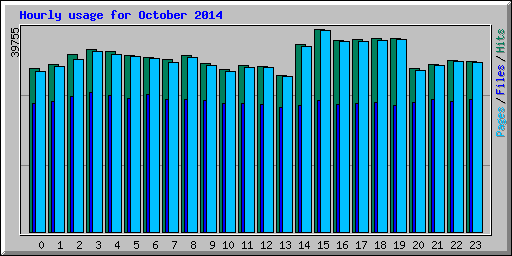 Hourly usage for October 2014
39755
Pages/Files/Hits
0 1 2 3 4 5 6 7 8 9 10 11 12 13 14 15 16 17 18 19 20 21 22 23